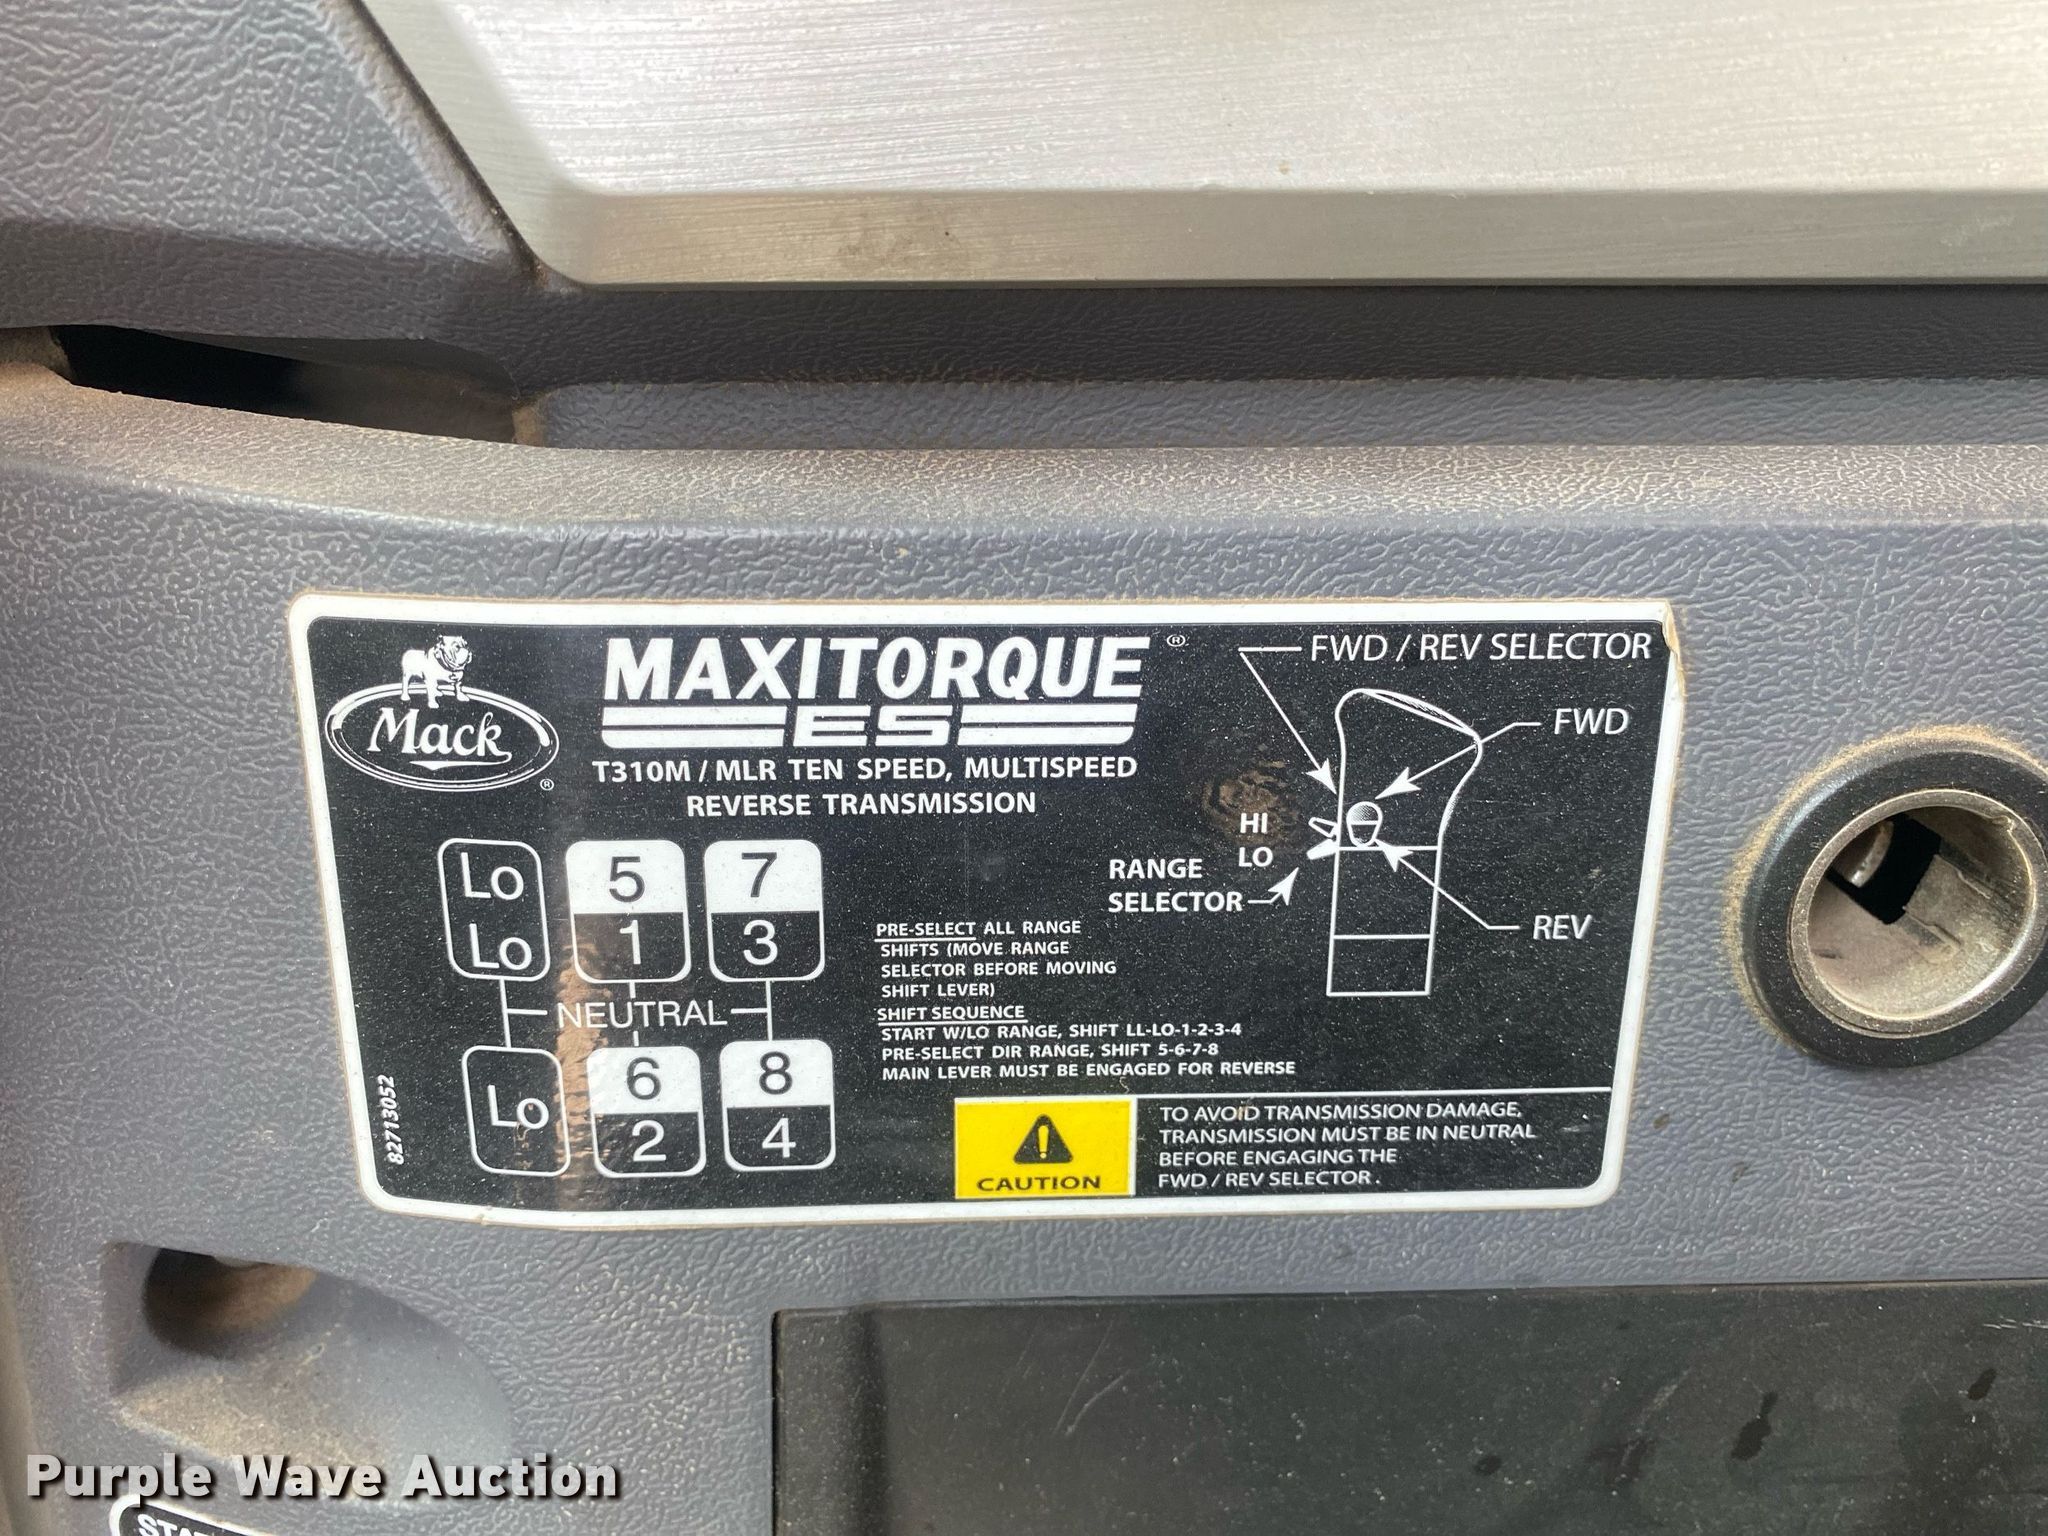 Mack
®
MAXITORQUE ®
ES
T310M / MLR TEN SPEED, MULTISPEED
REVERSE TRANSMISSION
FWD / REV SELECTOR
FWD
HI
LO
RANGE
SELECTOR
REV
Lo 5 7
Lo 1 3
NEUTRAL
Lo 6 8
2 4
82713052
PRE-SELECT ALL RANGE
SHIFTS (MOVE RANGE
SELECTOR BEFORE MOVING
SHIFT LEVER)
SHIFT SEQUENCE
START W/LO RANGE, SHIFT LL-LO-1-2-3-4
PRE-SELECT DIR RANGE, SHIFT 5-6-7-8
MAIN LEVER MUST BE ENGAGED FOR REVERSE
CAUTION
TO AVOID TRANSMISSION DAMAGE,
TRANSMISSION MUST BE IN NEUTRAL
BEFORE ENGAGING THE
FWD / REV SELECTOR.
Purple Wave Auction